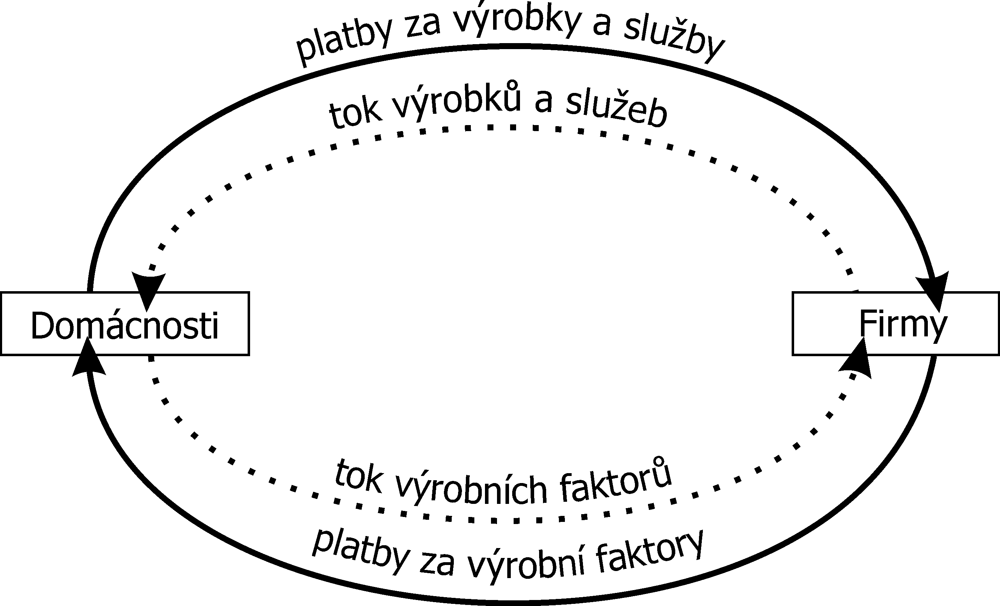 platby za výrobky a služby
tok výrobků a služeb
Domácnosti
Firmy
tok výrobních faktorů
platby za výrobní faktory